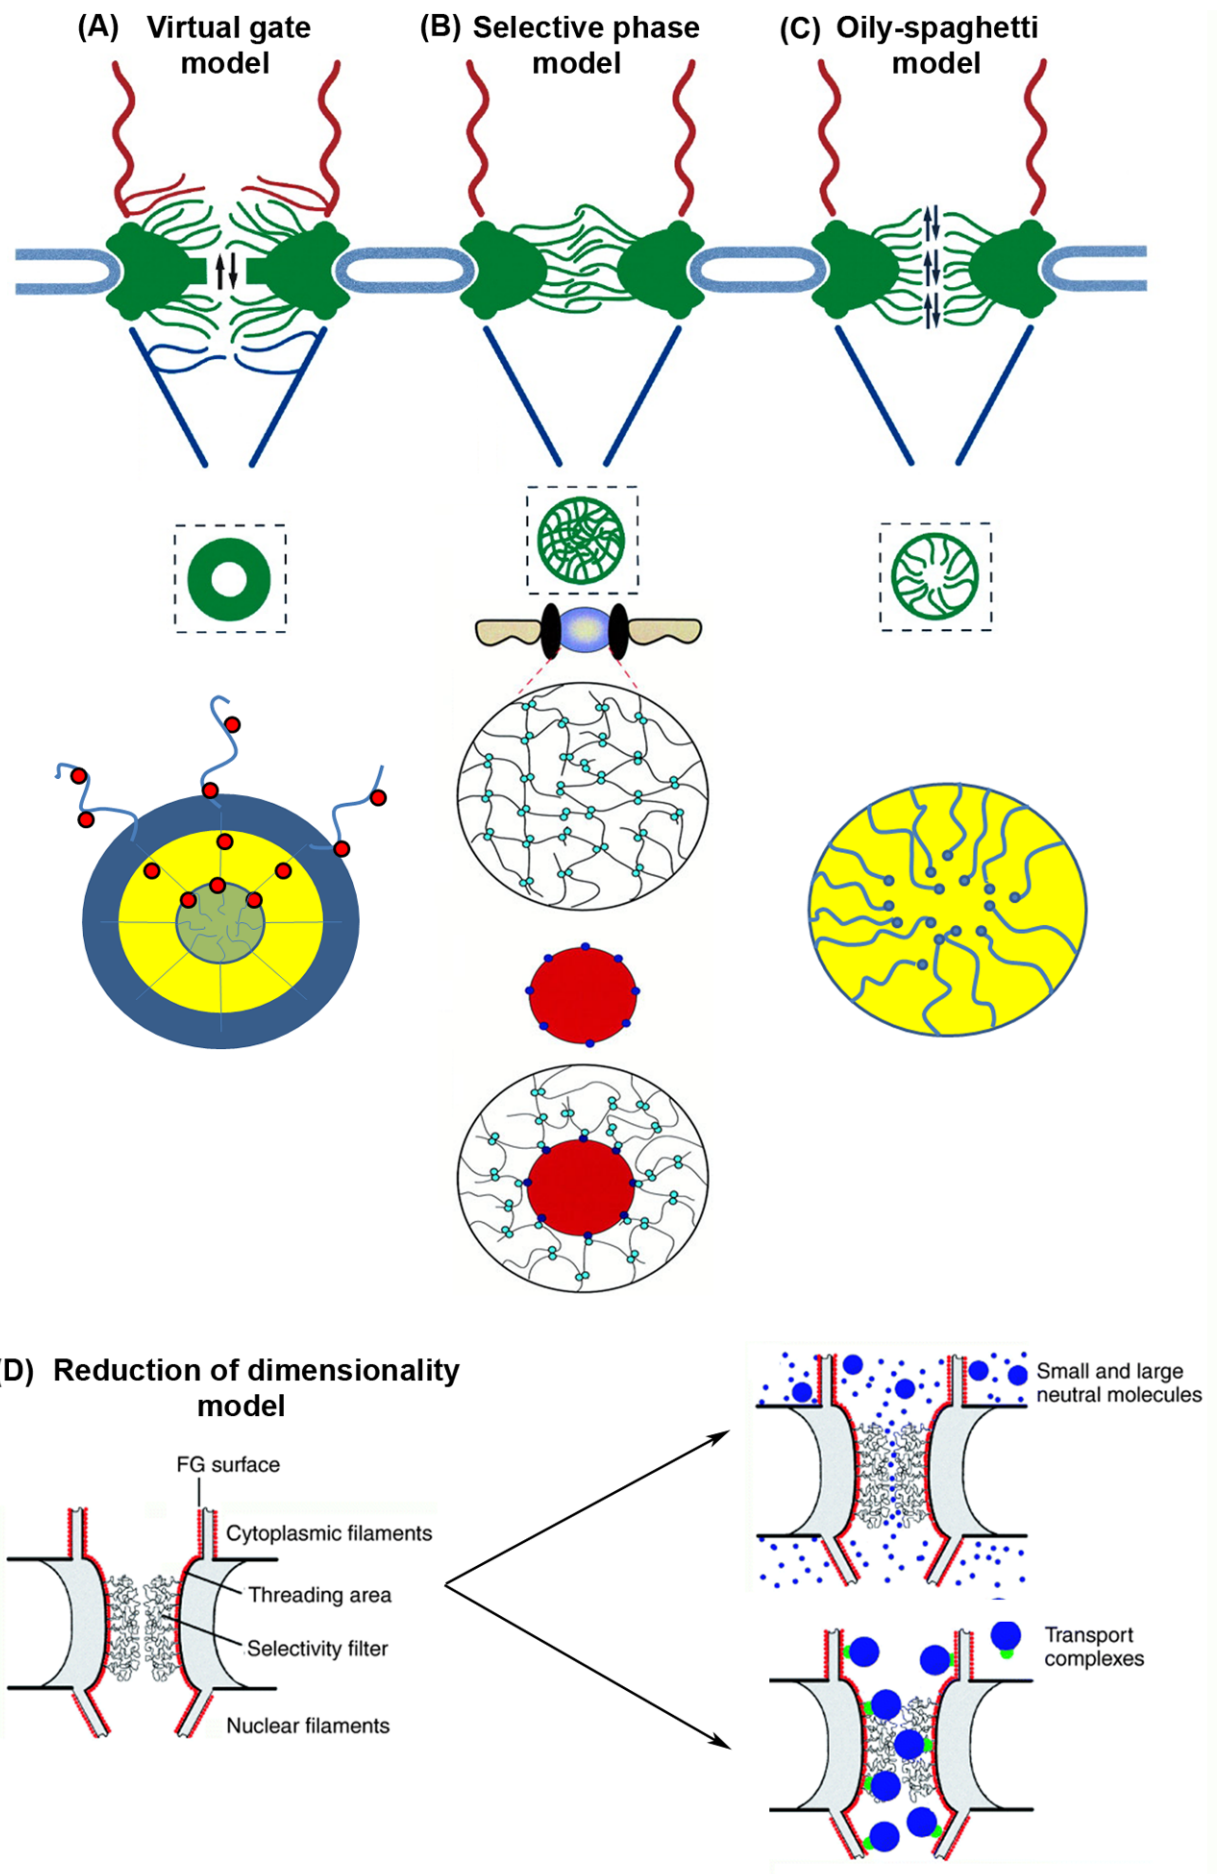 (A) Virtual gate
model
(B) Selective phase
model
(C) Oily-spaghetti
model
D) Reduction of dimensionality
model
FG surface
Cytoplasmic filaments
Threading area
Selectivity filter
Nuclear filaments
Small and large
neutral molecules
Transport
complexes